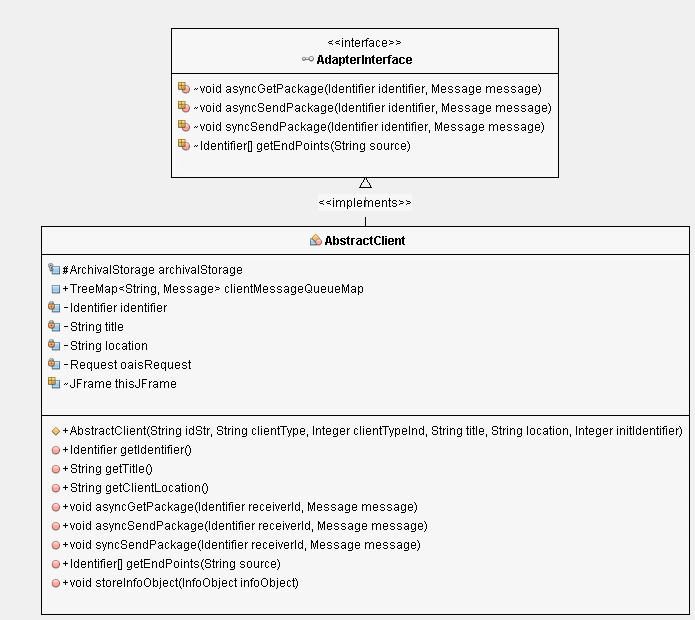 <<interface>>
AdapterInterface
~void asyncGetPackage(Identifier identifier, Message message)
~void asyncSendPackage(Identifier identifier, Message message)
~void syncSendPackage(Identifier identifier, Message message)
~Identifier[] getEndPoints(String source)
<<implements>>
AbstractClient
#ArchivalStorage archivalStorage
+TreeMap<String, Message> clientMessageQueueMap
-Identifier identifier
-String title
-String location
-Request oaisRequest
~JFrame thisJFrame
+AbstractClient(String idStr, String clientType, Integer clientTypeInd, String title, String location, Integer initIdentifier)
+Identifier getIdentifier()
+String getTitle()
+String getClientLocation()
+void asyncGetPackage(Identifier receiverId, Message message)
+void asyncSendPackage(Identifier receiverId, Message message)
+void syncSendPackage(Identifier receiverId, Message message)
+Identifier[] getEndPoints(String source)
+void storeInfoObject(InfoObject infoObject)